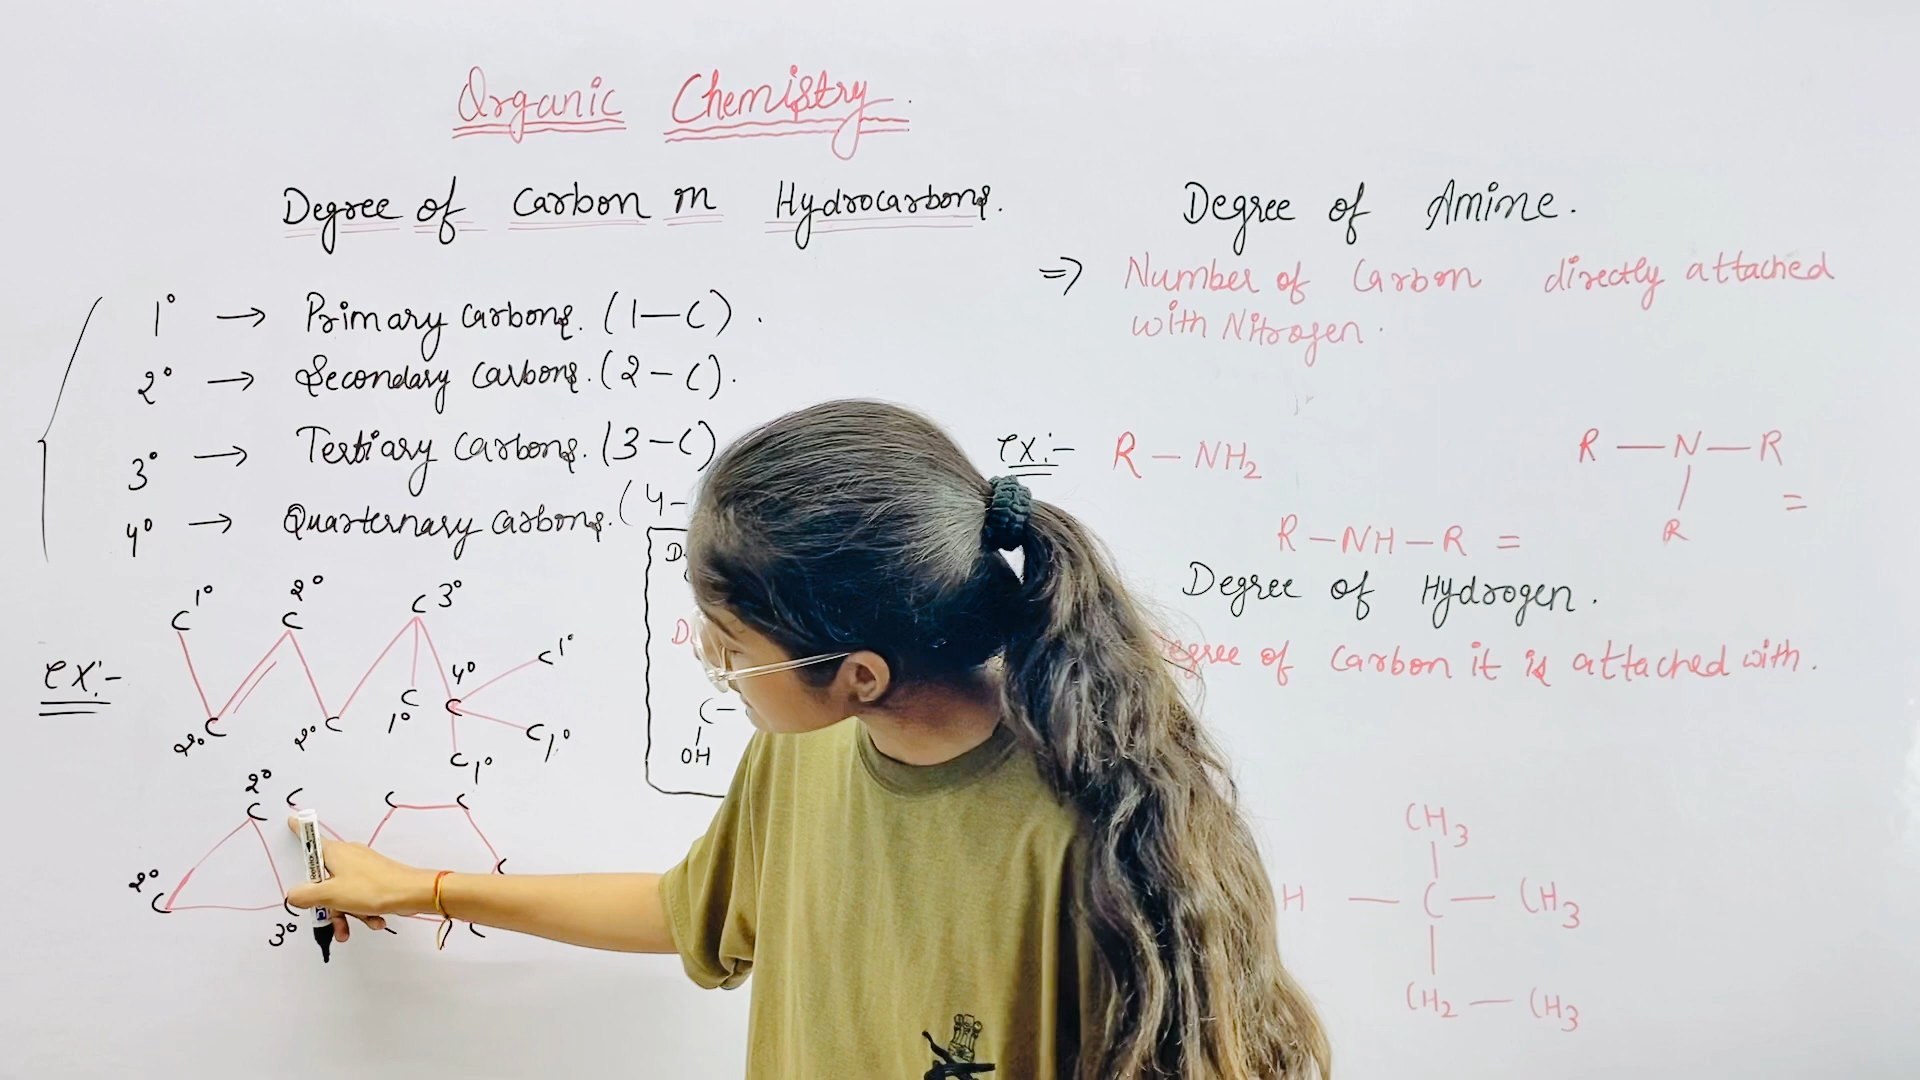 Organic Chemistry.
Degree of Carbon in Hydrocarbons.
1° → Primary carbons. (1-C).
2° → Secondary Carbons. (2-C).
3° → Tertiary Carbons. (3-C)
4° → Quarternary carbons. (4-
ex:-
C 1°
C 2°
C 3°
2° C
2° C
C 1°
4° C
C 1°
C 1°
C 1°
2° C
2° C
C 3°
C
C C
C
C
D
D
C-
OH
Degree of Amine.
⇒ Number of Carbon directly attached
with Nitrogen.
ex:- R - NH2
R - N - R
R =
R - NH - R =
Degree of Hydrogen.
egree of carbon it is attached with.
CH3
H - C - CH3
CH2 - CH3